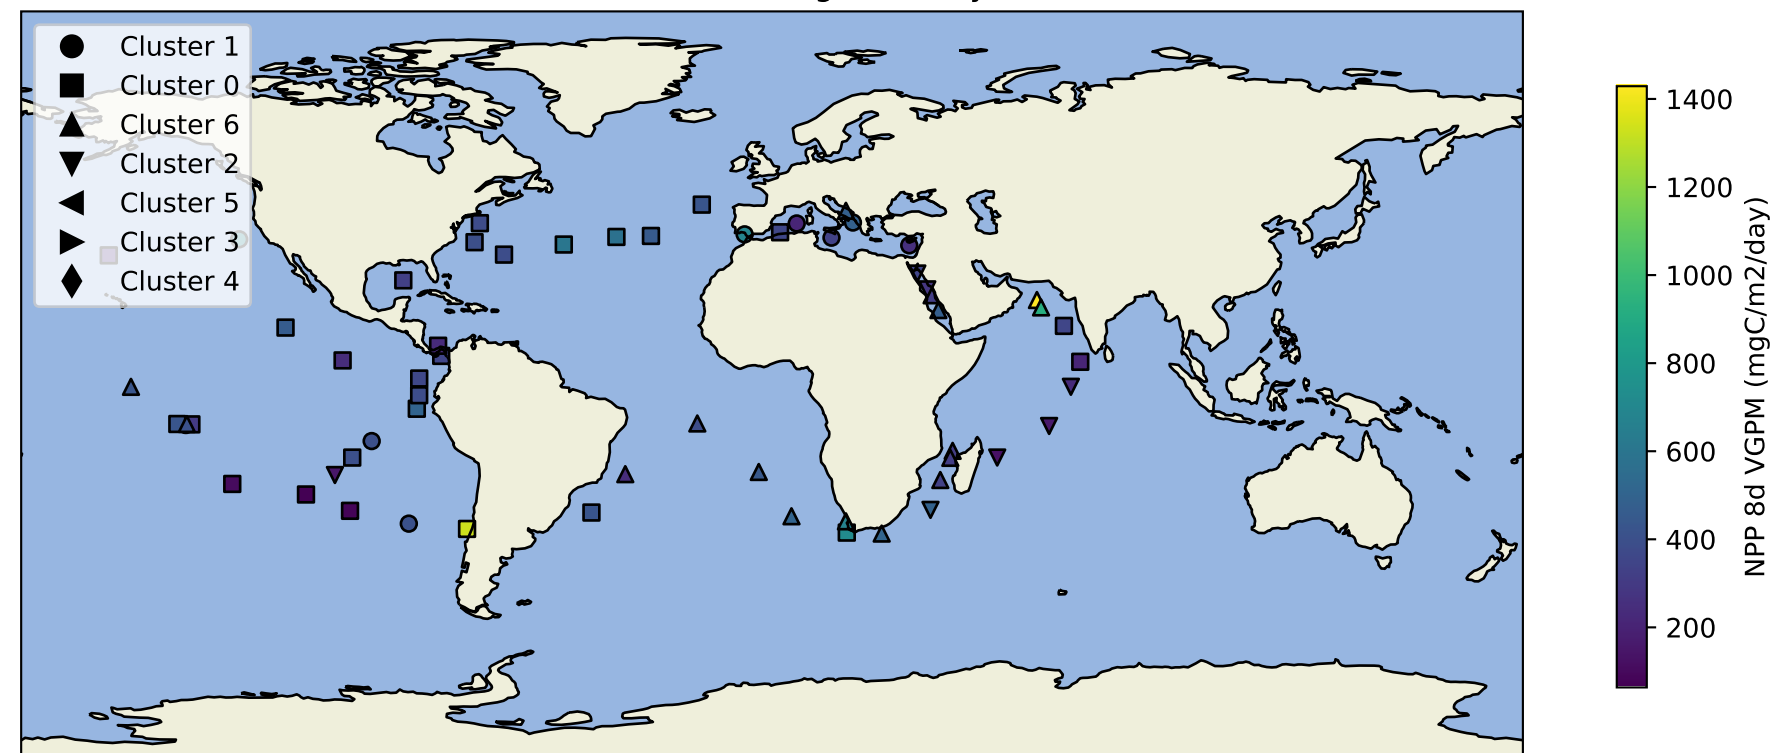 Cluster 1
Cluster 0
Cluster 6
Cluster 2
Cluster 5
Cluster 3
Cluster 4
1400
1200
1000
800
600
400
200
NPP 8d VGPM (mgC/m2/day)